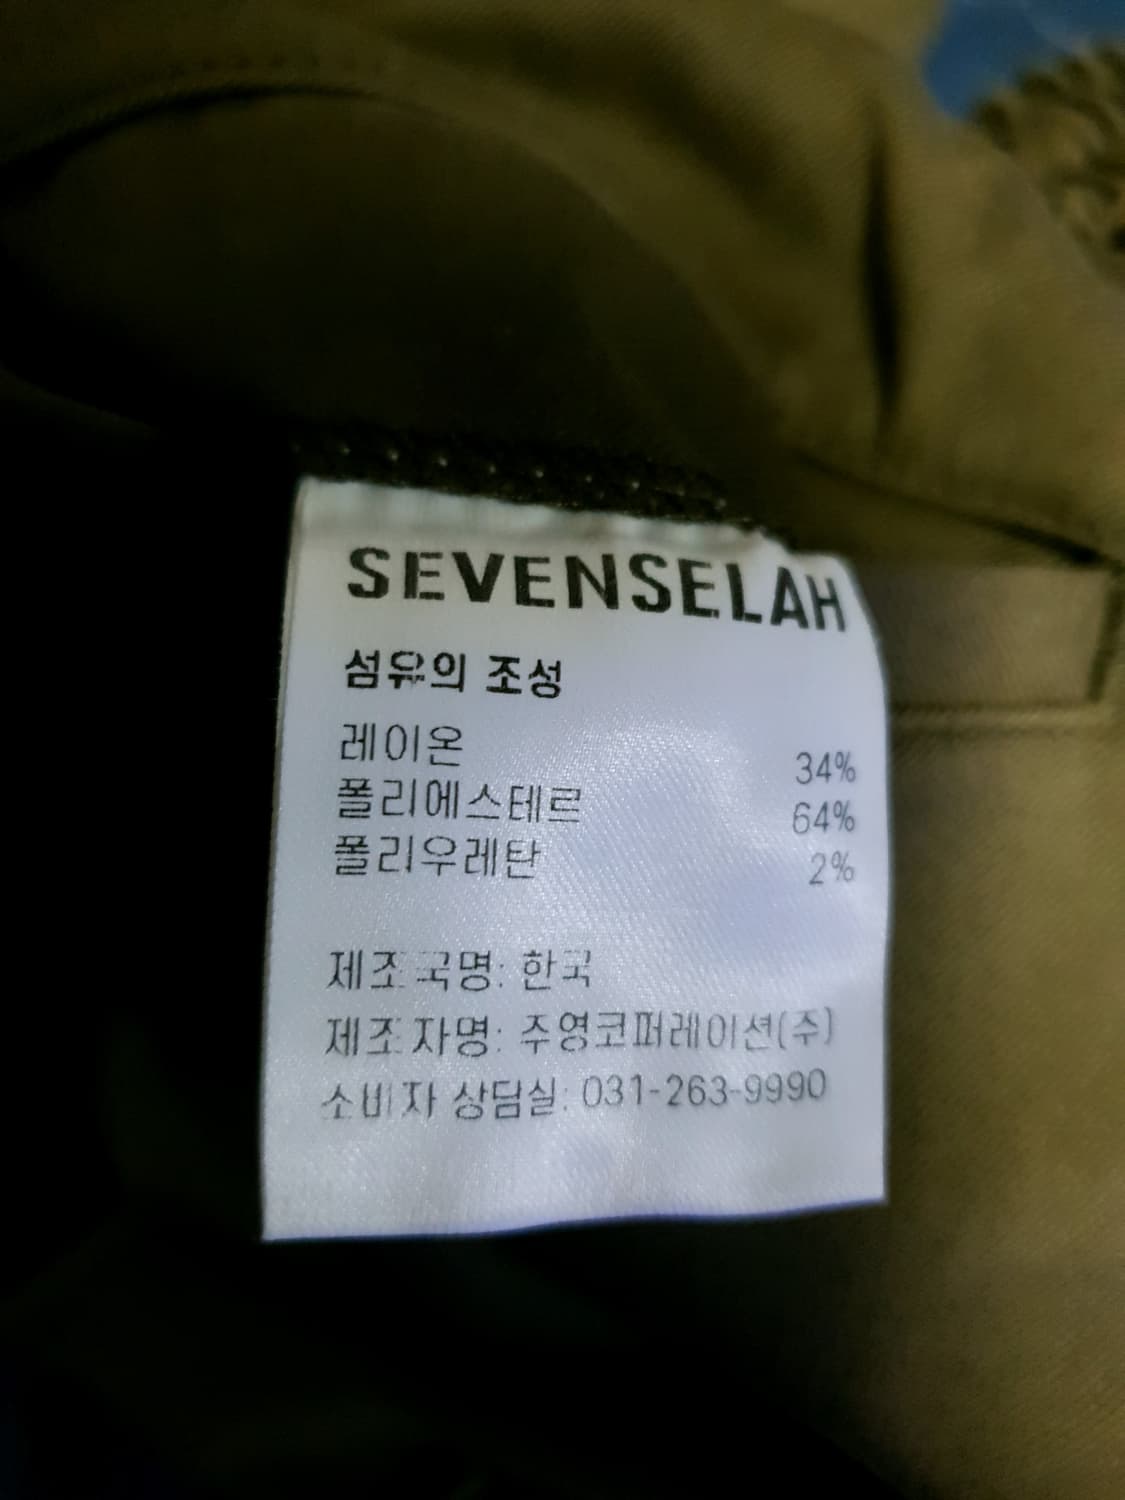 SEVENSELAH
섬유의 조성
레이온 34%
폴리에스테르 64%
폴리우레탄 2%
제조국명: 한국
제조자명: 주영코퍼레이션(주)
소비자 상담실: 031-263-9990